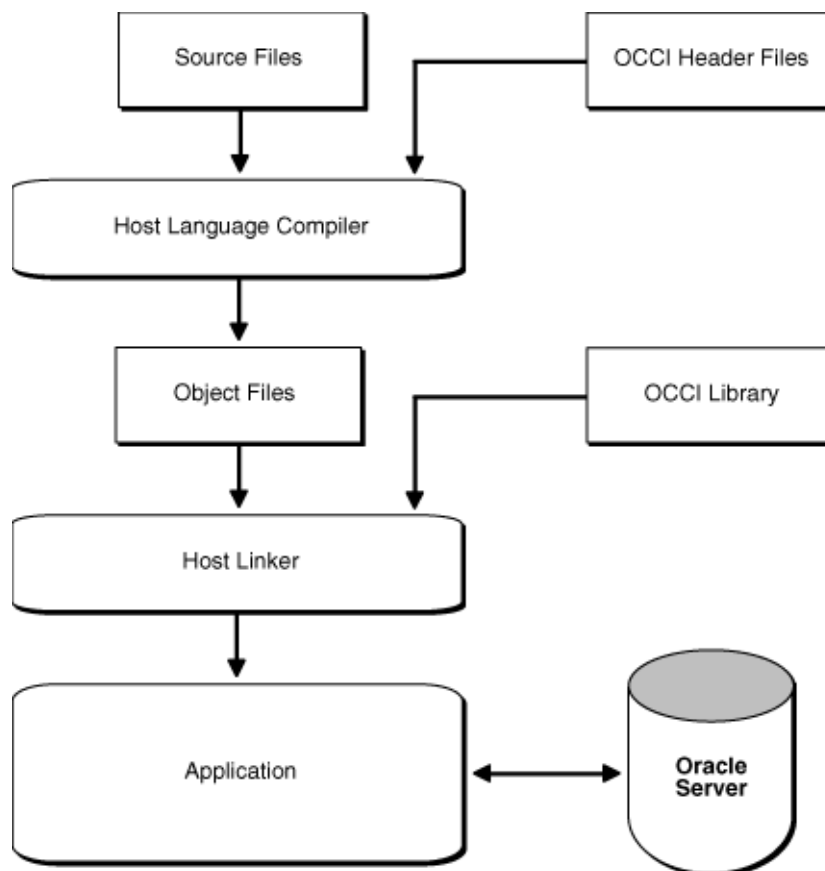 Source Files
OCCI Header Files
Host Language Compiler
Object Files
OCCI Library
Host Linker
Application
Oracle
Server